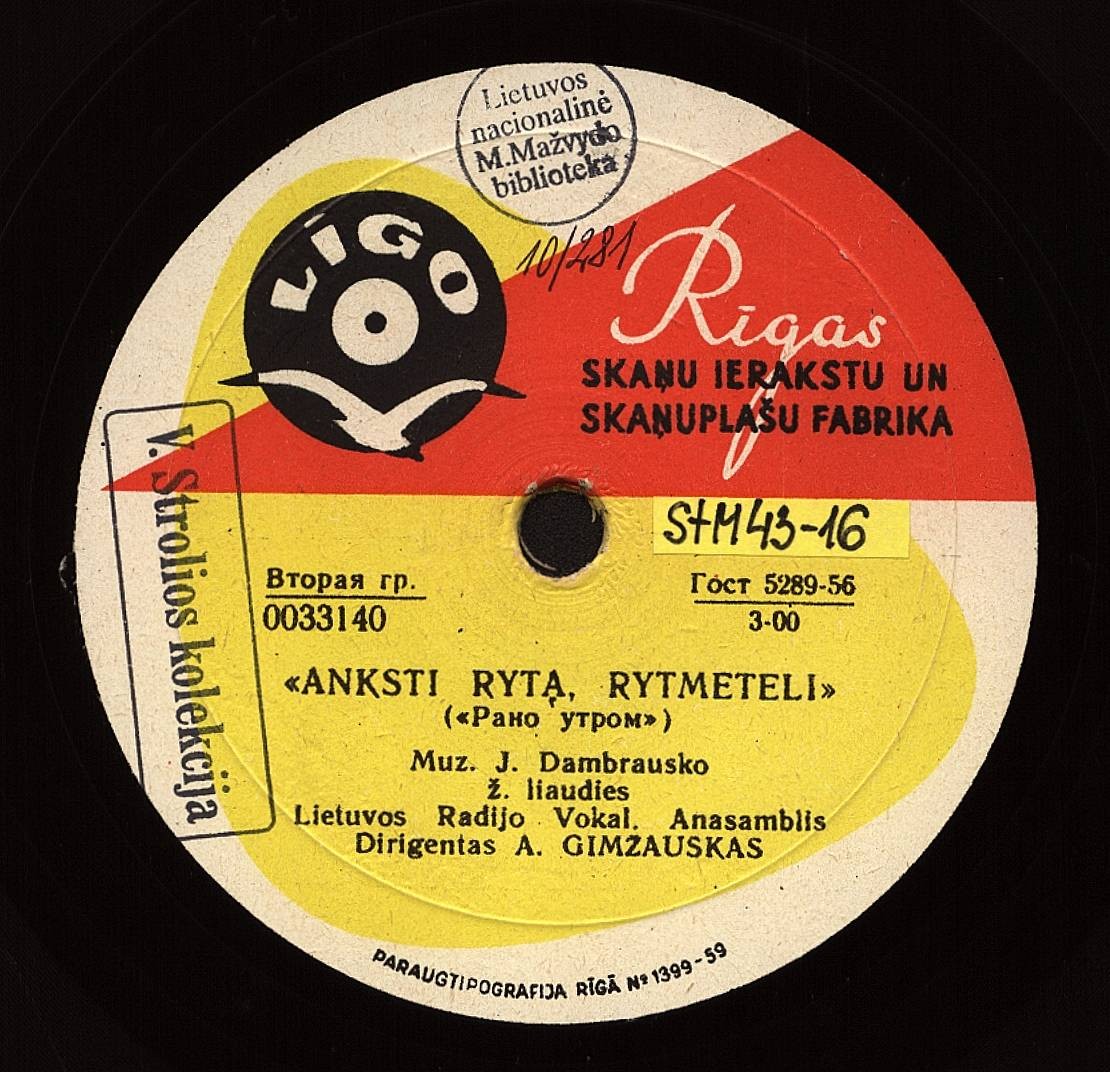 Lietuvos
nacionalinė
M.Mažvydo
biblioteka
10/281
LĪGO
Rīgas
SKAŅU IERAKSTU UN
SKAŅUPLAŠU FABRIKA
V. Strolios kolekcija
StM43-16
Вторая гр.
0033140
Гост 5289-56
3-00
«ANKSTI RYTĄ, RYTMETELI»
(«Рано утром»)
Muz. J. Dambrausko
ž. liaudies
Lietuvos Radijo Vokal. Anasamblis
Dirigentas A. GIMŽAUSKAS
PARAUGTIPOGRAFIJA RĪGĀ Nº 1399-59